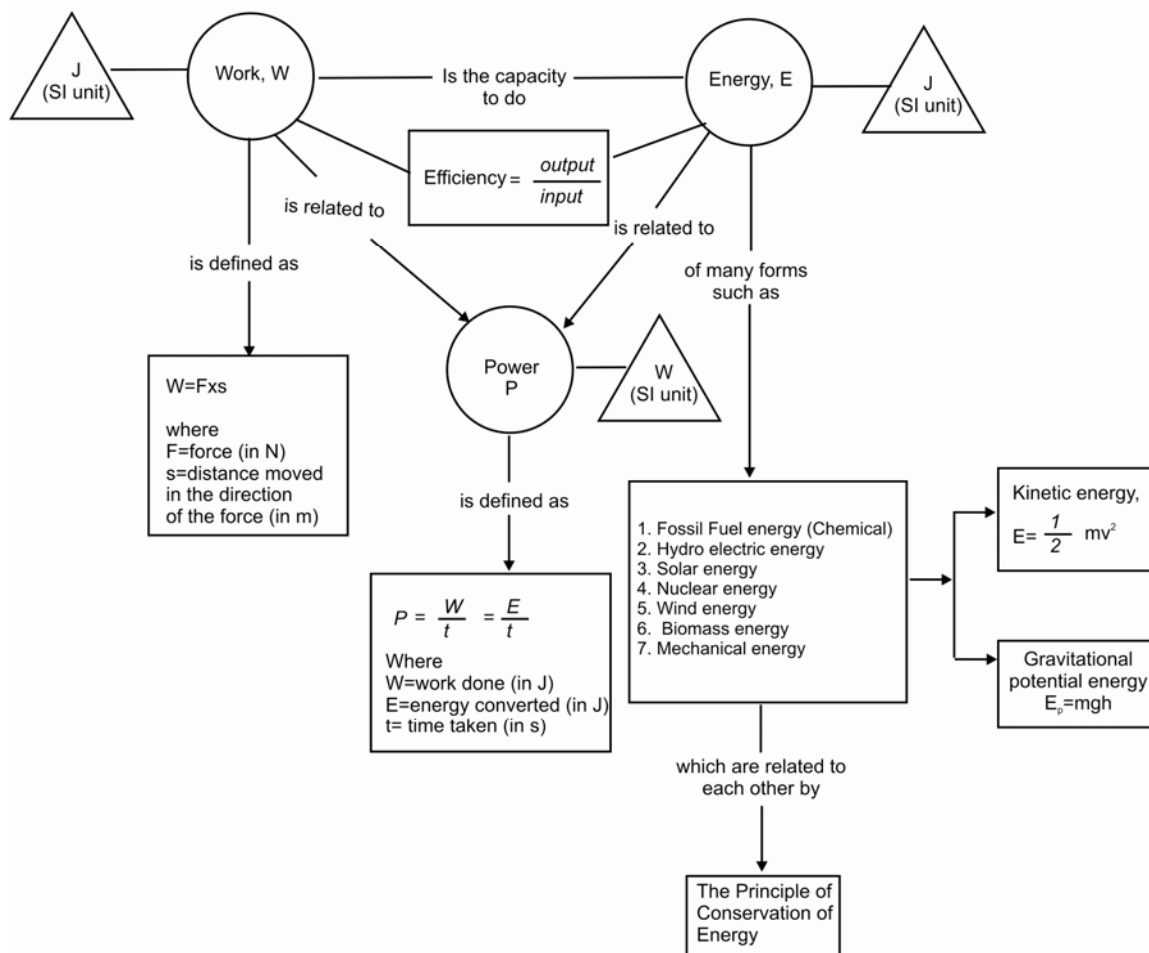 J
(SI unit)
Work, W
Is the capacity
to do
Energy, E
J
(SI unit)
Efficiency = output/input
is related to
is related to
is defined as
of many forms
such as
W=Fxs
where
F=force (in N)
s=distance moved
in the direction
of the force (in m)
Power
P
W
(SI unit)
is defined as
P = W/t = E/t
Where
W=work done (in J)
E=energy converted (in J)
t= time taken (in s)
1. Fossil Fuel energy (Chemical)
2. Hydro electric energy
3. Solar energy
4. Nuclear energy
5. Wind energy
6. Biomass energy
7. Mechanical energy
Kinetic energy,
E= 1/2 mv²
Gravitational
potential energy
Eₚ=mgh
which are related to
each other by
The Principle of
Conservation of
Energy